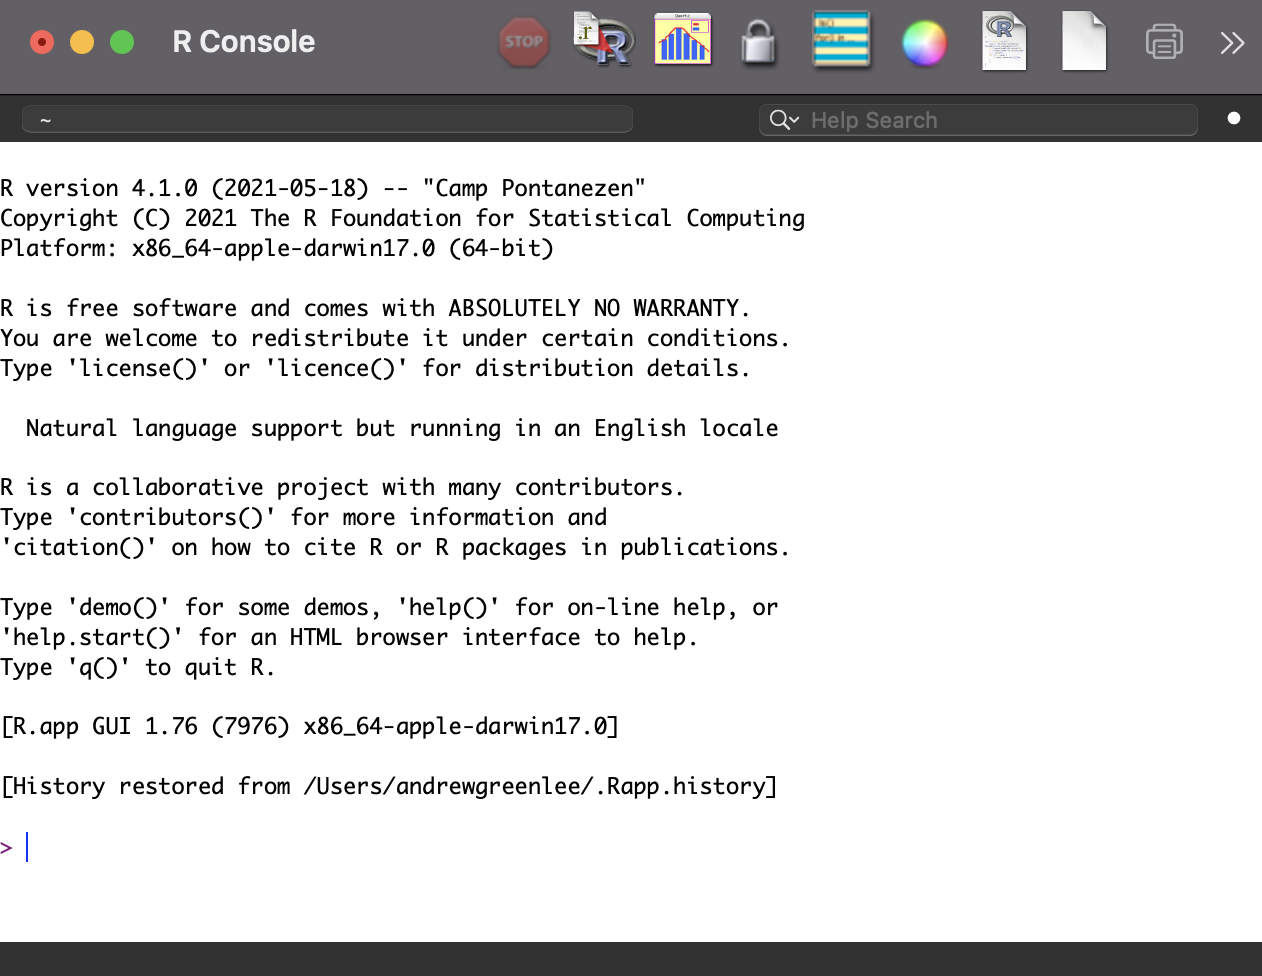 R Console
STOP
~
Help Search
R version 4.1.0 (2021-05-18) -- "Camp Pontanezen"
Copyright (C) 2021 The R Foundation for Statistical Computing
Platform: x86_64-apple-darwin17.0 (64-bit)
R is free software and comes with ABSOLUTELY NO WARRANTY.
You are welcome to redistribute it under certain conditions.
Type 'license()' or 'licence()' for distribution details.
Natural language support but running in an English locale
R is a collaborative project with many contributors.
Type 'contributors()' for more information and
'citation()' on how to cite R or R packages in publications.
Type 'demo()' for some demos, 'help()' for on-line help, or
'help.start()' for an HTML browser interface to help.
Type 'q()' to quit R.
[R.app GUI 1.76 (7976) x86_64-apple-darwin17.0]
[History restored from /Users/andrewgreenlee/.Rapp.history]
>